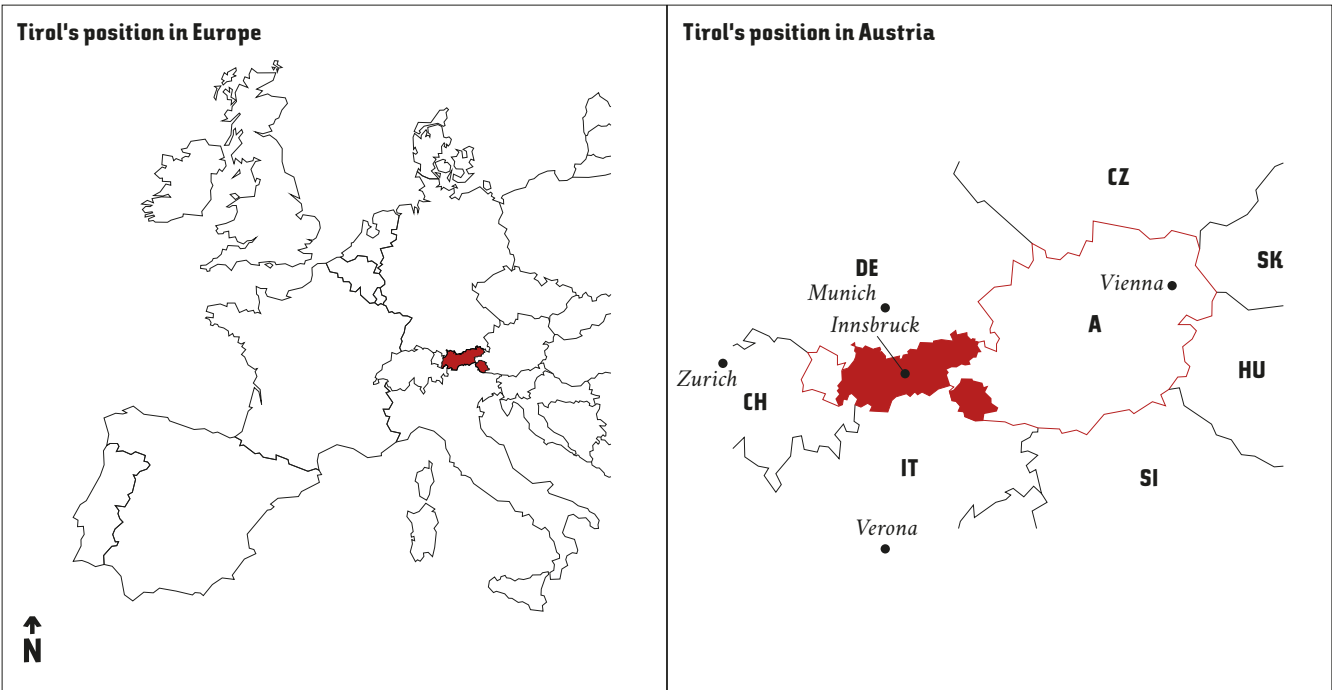 Tirol's position in Europe
N
Tirol's position in Austria
CZ
SK
DE
Munich
Vienna
Innsbruck
A
Zurich
CH
HU
IT
SI
Verona